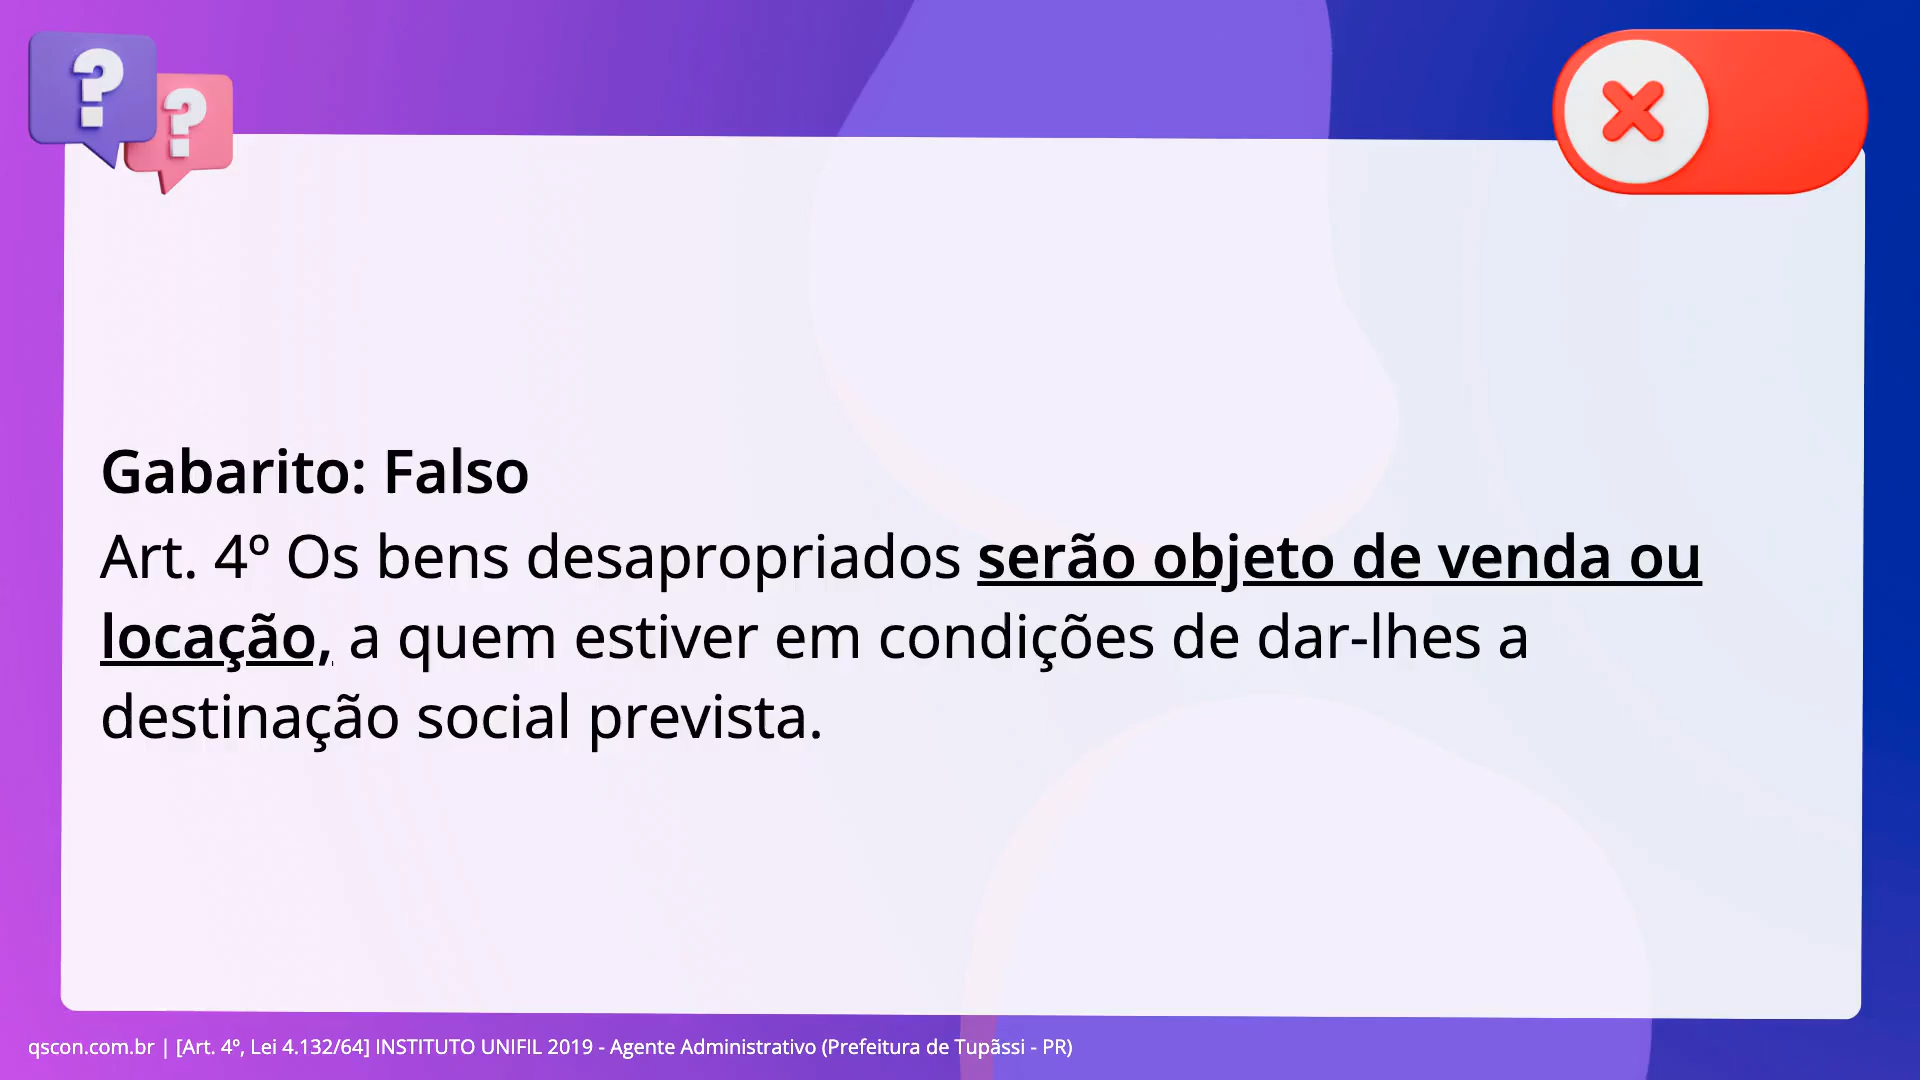 ?
?
Gabarito: Falso
Art. 4º Os bens desapropriados serão objeto de venda ou
locação, a quem estiver em condições de dar-lhes a
destinação social prevista.
qscon.com.br | [Art. 4º, Lei 4.132/64] INSTITUTO UNIFIL 2019 - Agente Administrativo (Prefeitura de Tupãssi - PR)